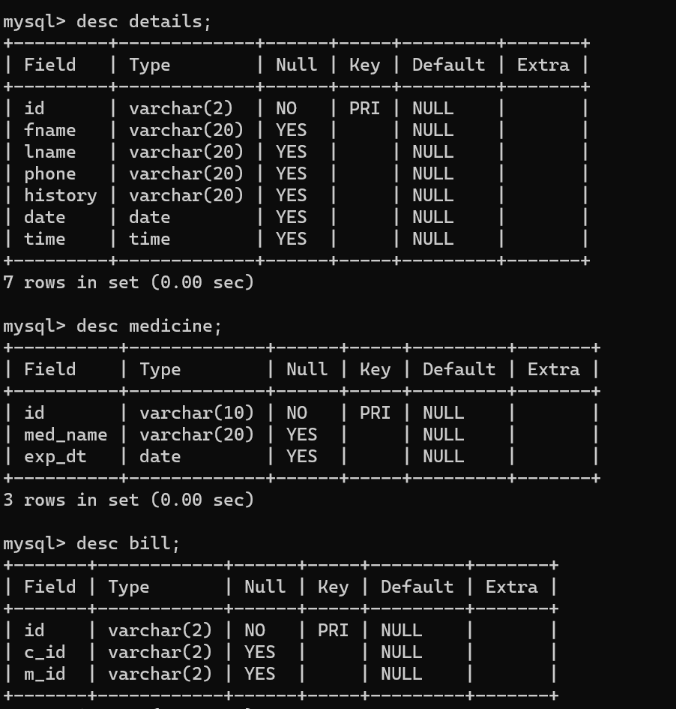 mysql> desc details;
+---------+-------------+------+-----+---------+-------+
| Field   | Type        | Null | Key | Default | Extra |
+---------+-------------+------+-----+---------+-------+
| id      | varchar(2)  | NO   | PRI | NULL    |       |
| fname   | varchar(20) | YES  |     | NULL    |       |
| lname   | varchar(20) | YES  |     | NULL    |       |
| phone   | varchar(20) | YES  |     | NULL    |       |
| history | varchar(20) | YES  |     | NULL    |       |
| date    | date        | YES  |     | NULL    |       |
| time    | time        | YES  |     | NULL    |       |
+---------+-------------+------+-----+---------+-------+
7 rows in set (0.00 sec)
mysql> desc medicine;
+----------+-------------+------+-----+---------+-------+
| Field    | Type        | Null | Key | Default | Extra |
+----------+-------------+------+-----+---------+-------+
| id       | varchar(10) | NO   | PRI | NULL    |       |
| med_name | varchar(20) | YES  |     | NULL    |       |
| exp_dt   | date        | YES  |     | NULL    |       |
+----------+-------------+------+-----+---------+-------+
3 rows in set (0.00 sec)
mysql> desc bill;
+-------+------------+------+-----+---------+-------+
| Field | Type       | Null | Key | Default | Extra |
+-------+------------+------+-----+---------+-------+
| id    | varchar(2) | NO   | PRI | NULL    |       |
| c_id  | varchar(2) | YES  |     | NULL    |       |
| m_id  | varchar(2) | YES  |     | NULL    |       |
+-------+------------+------+-----+---------+-------+